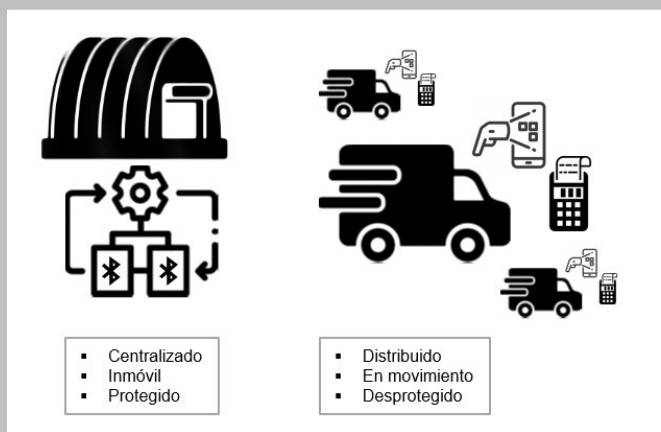 Centralizado
Inmóvil
Protegido
Distribuido
En movimiento
Desprotegido